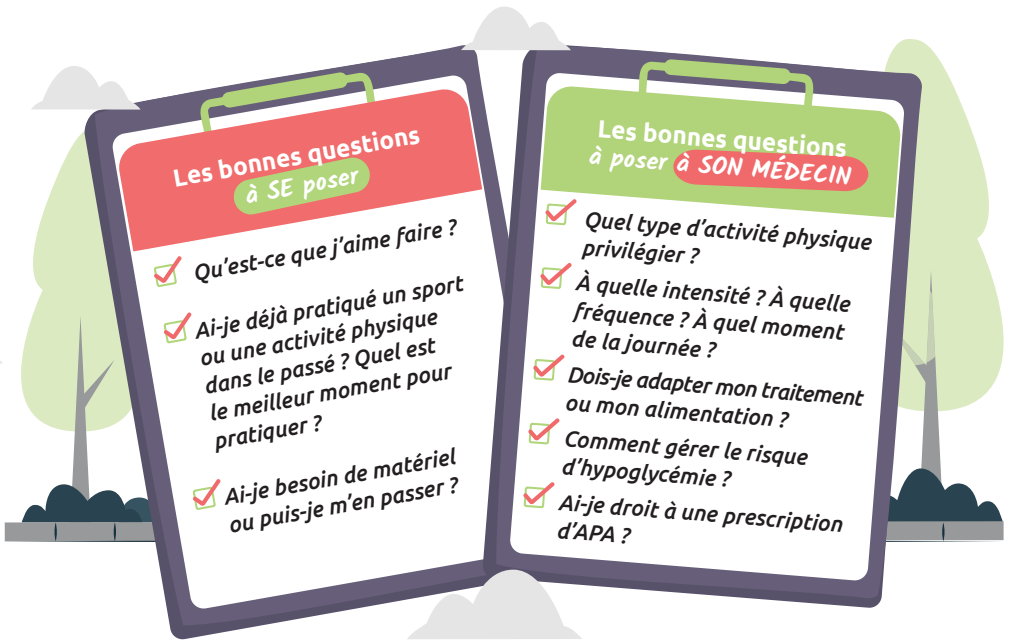 Les bonnes questions
à SE poser
Qu'est-ce que j'aime faire ?
Ai-je déjà pratiqué un sport
ou une activité physique
dans le passé ? Quel est
le meilleur moment pour
pratiquer ?
Ai-je besoin de matériel
ou puis-je m'en passer ?
Les bonnes questions
à poser à SON MÉDECIN
Quel type d'activité physique
privilégier ?
À quelle intensité ? À quelle
fréquence ? À quel moment
de la journée ?
Dois-je adapter mon traitement
ou mon alimentation ?
Comment gérer le risque
d'hypoglycémie ?
Ai-je droit à une prescription
d'APA ?